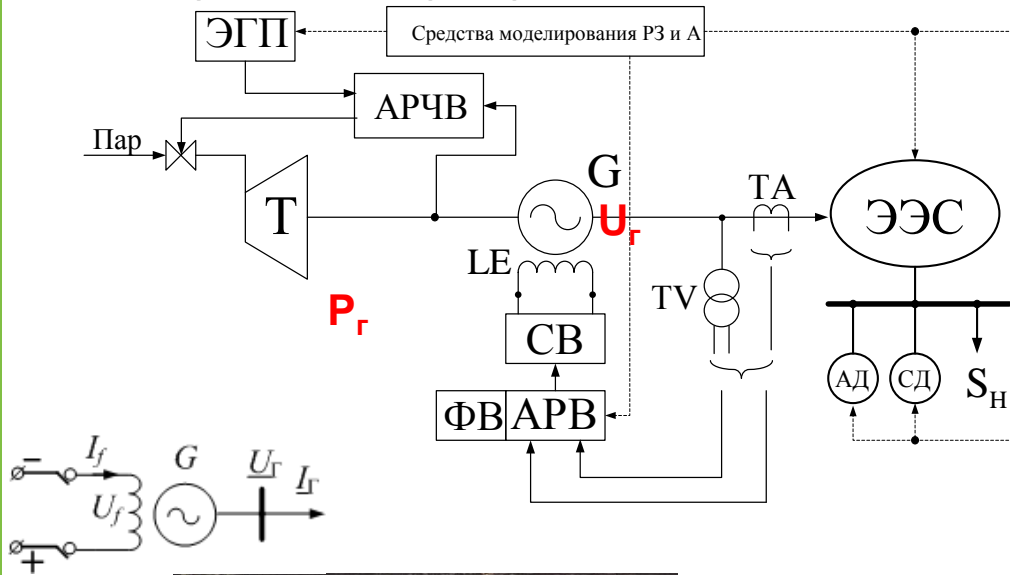 ЭГП
Средства моделирования РЗ и А
АРЧВ
Пар
Т
G
Uг
TA
ЭЭС
LE
TV
Pг
СВ
ФВ
АРВ
АД
СД
SН
If
G
UГ
IГ
Uf
−
+